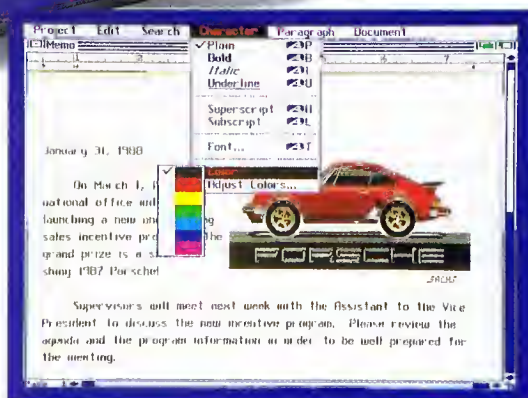 Project Edit Search Character Paragraph Document
Memo
Plain P
Bold B
Italic I
Underline U
Superscript
Subscript
Font...
Color
Adjust Colors...
January 31, 1988
On March 1,
national office will
launching a new
sales incentive the
grand prize is a
shiny 1987 Porsche!
PORSCHE
SACHS
Supervisors will meet next week with the Assistant to the Vice
President to discuss the new incentive program. Please review the
agenda and the program information in order to be well prepared for
the meeting.